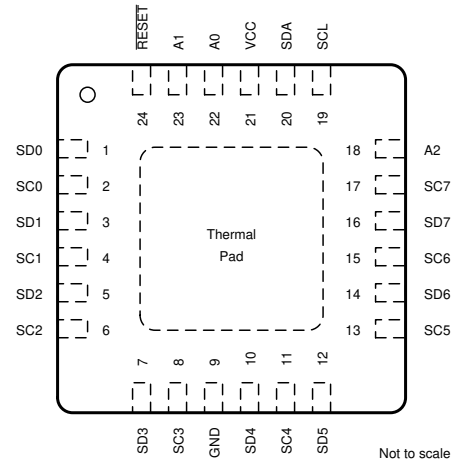 RESET A1 A0 VCC SDA SCL
24 23 22 21 20 19
SD0 1 18 A2
SC0 2 17 SC7
SD1 3 16 SD7
Thermal
SC1 4 15 SC6
Pad
SD2 5 14 SD6
SC2 6 13 SC5
7 8 9 10 11 12
SD3 SC3 GND SD4 SC4 SD5
Not to scale